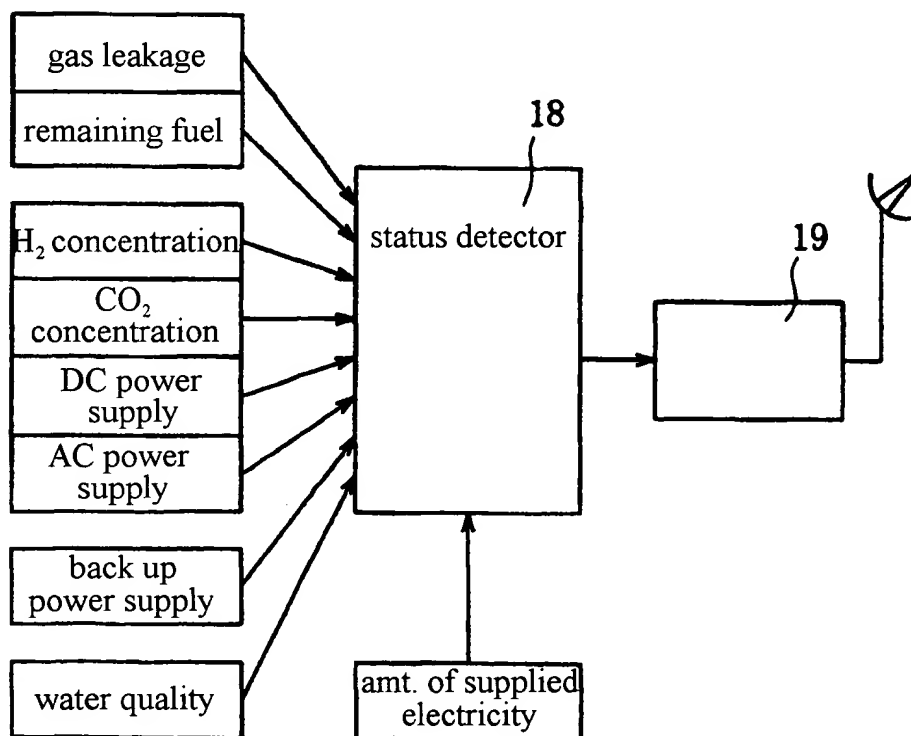 gas leakage
remaining fuel
H₂ concentration
CO₂
concentration
DC power
supply
AC power
supply
back up
power supply
water quality
18
status detector
19
amt. of supplied
electricity